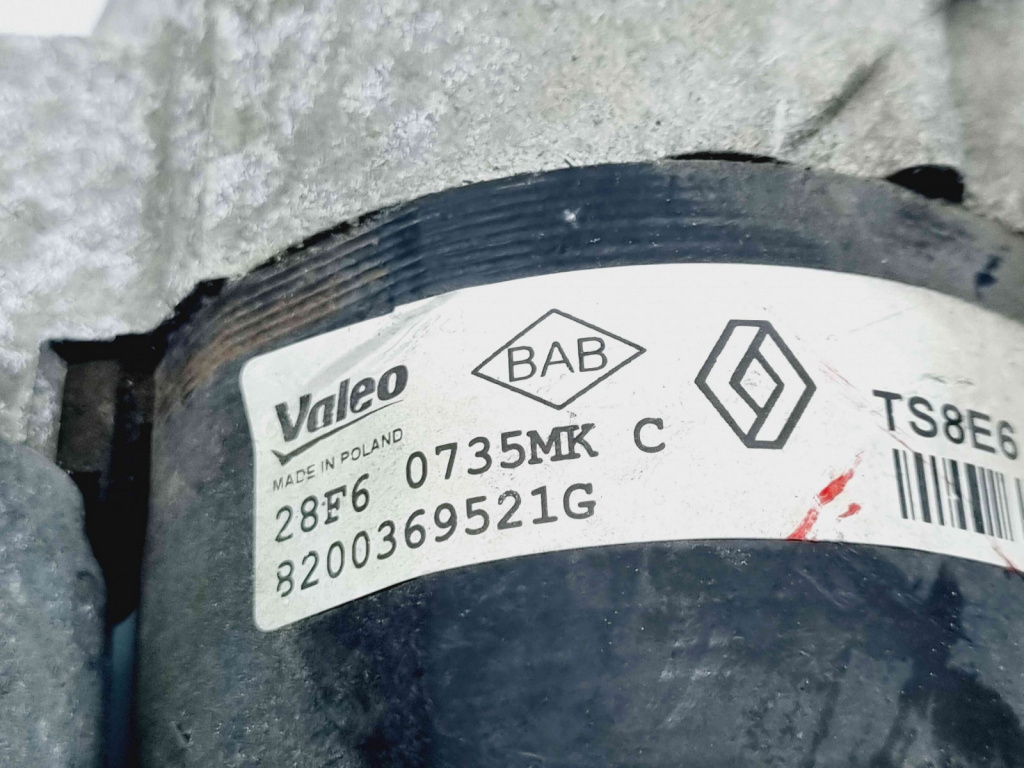 Valeo
MADE IN POLAND
BAB
28F6 0735MK C
8200369521G
TS8E6